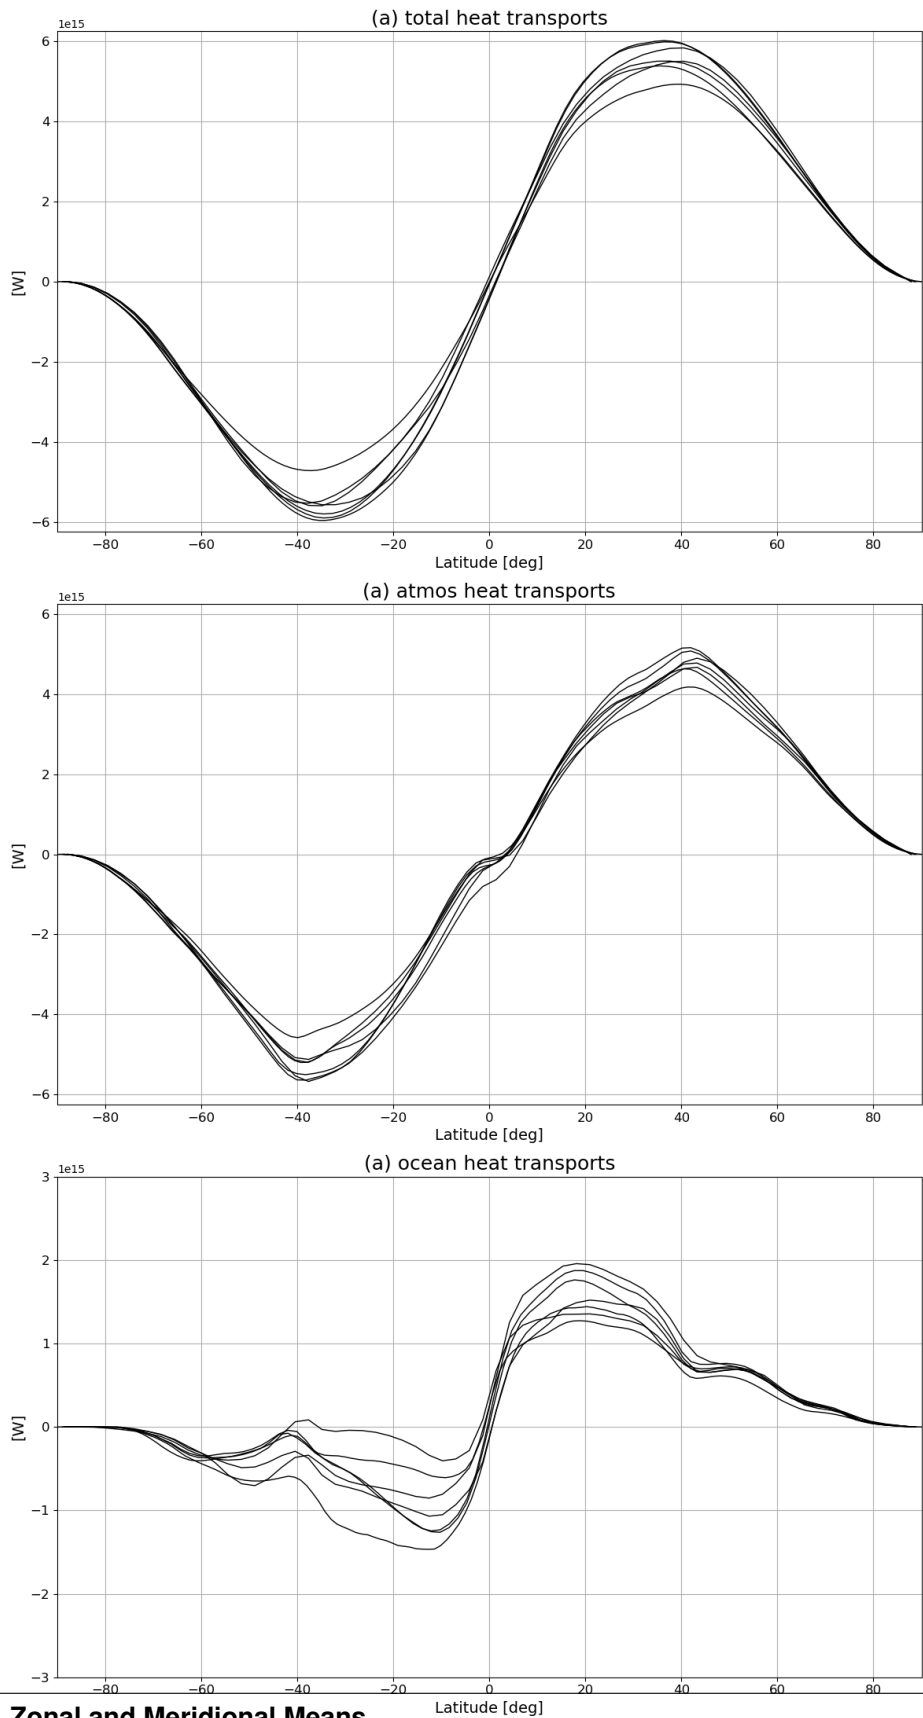 (a) total heat transports
1e15
6
4
2
0
−2
−4
−6
[W]
−80 −60 −40 −20 0 20 40 60 80
Latitude [deg]
(a) atmos heat transports
1e15
6
4
2
0
−2
−4
−6
[W]
−80 −60 −40 −20 0 20 40 60 80
Latitude [deg]
(a) ocean heat transports
1e15
3
2
1
0
−1
−2
−3
[W]
−80 −60 −40 −20 0 20 40 60 80
Latitude [deg]
Zonal and Meridional Means